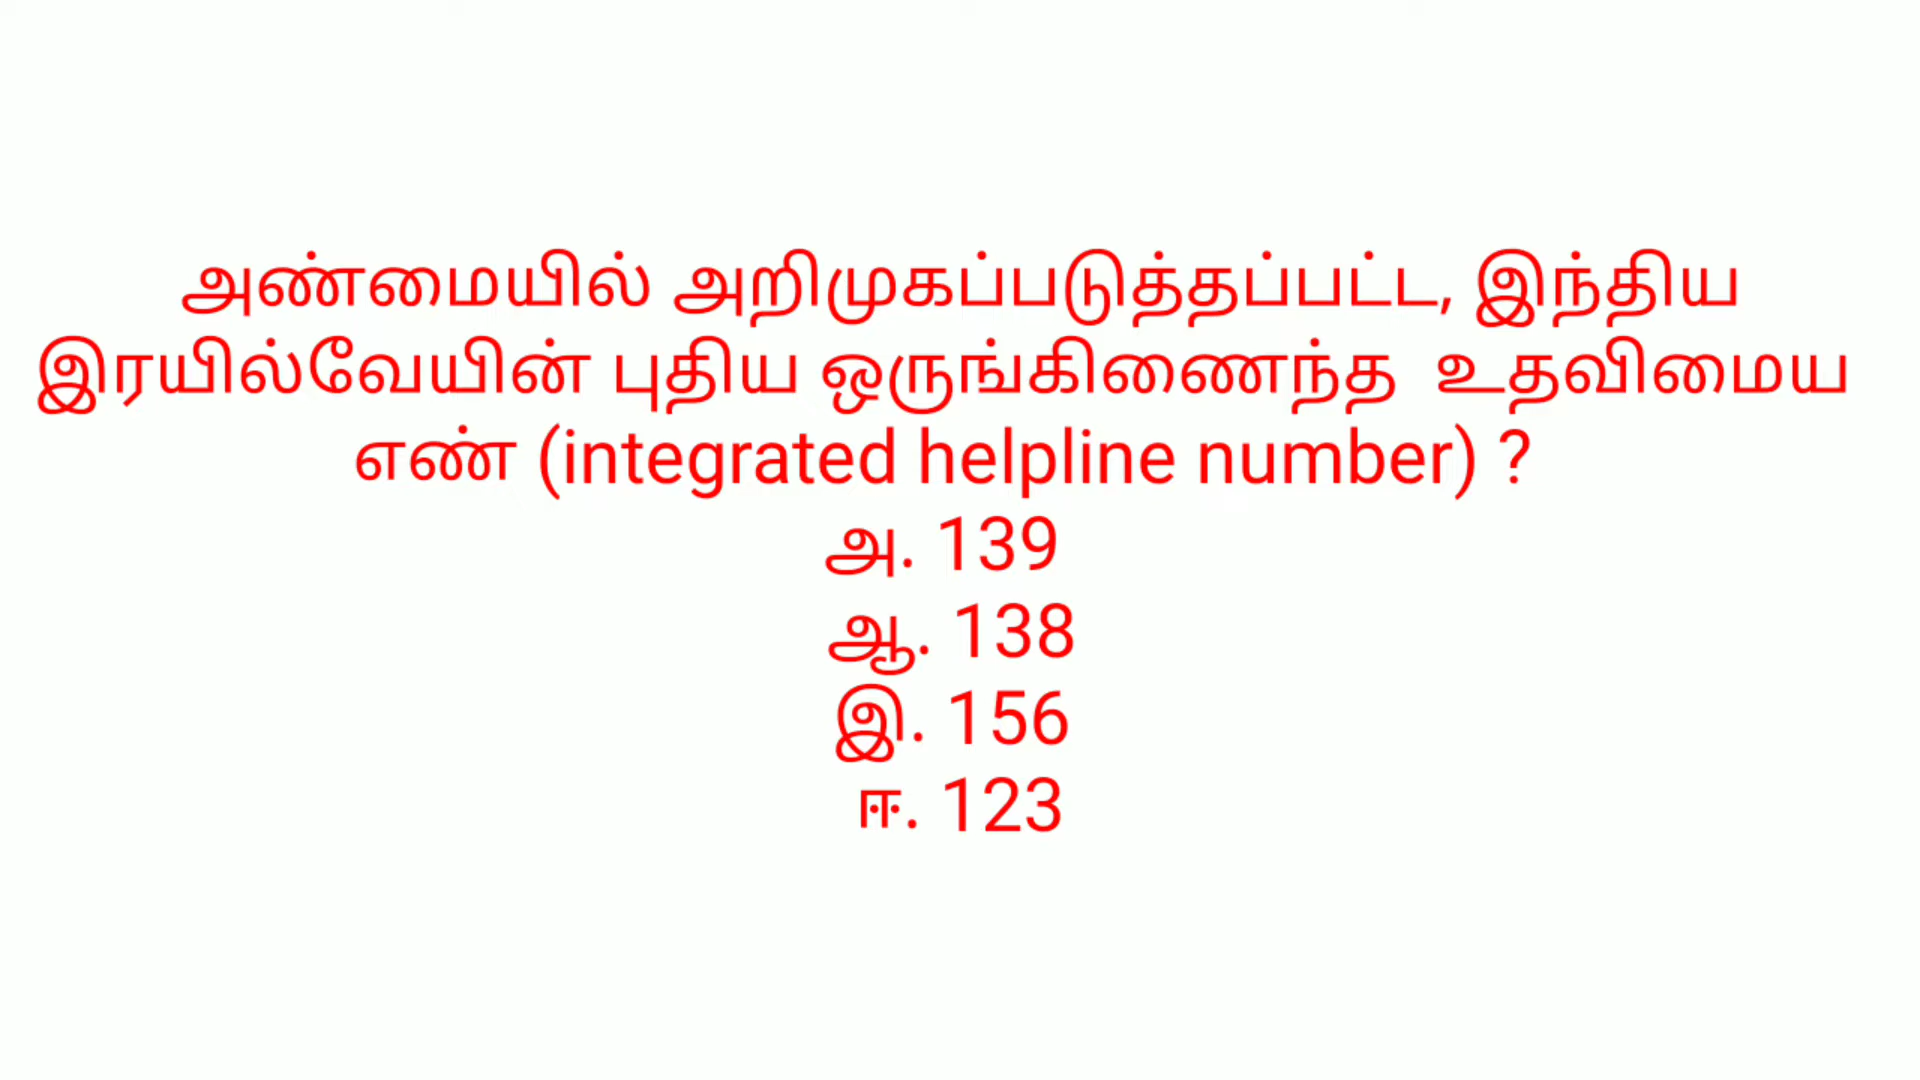 அண்மையில் அறிமுகப்படுத்தப்பட்ட, இந்திய
இரயில்வேயின் புதிய ஒருங்கிணைந்த உதவிமைய
எண் (integrated helpline number) ?
அ. 139
ஆ. 138
இ. 156
ஈ. 123